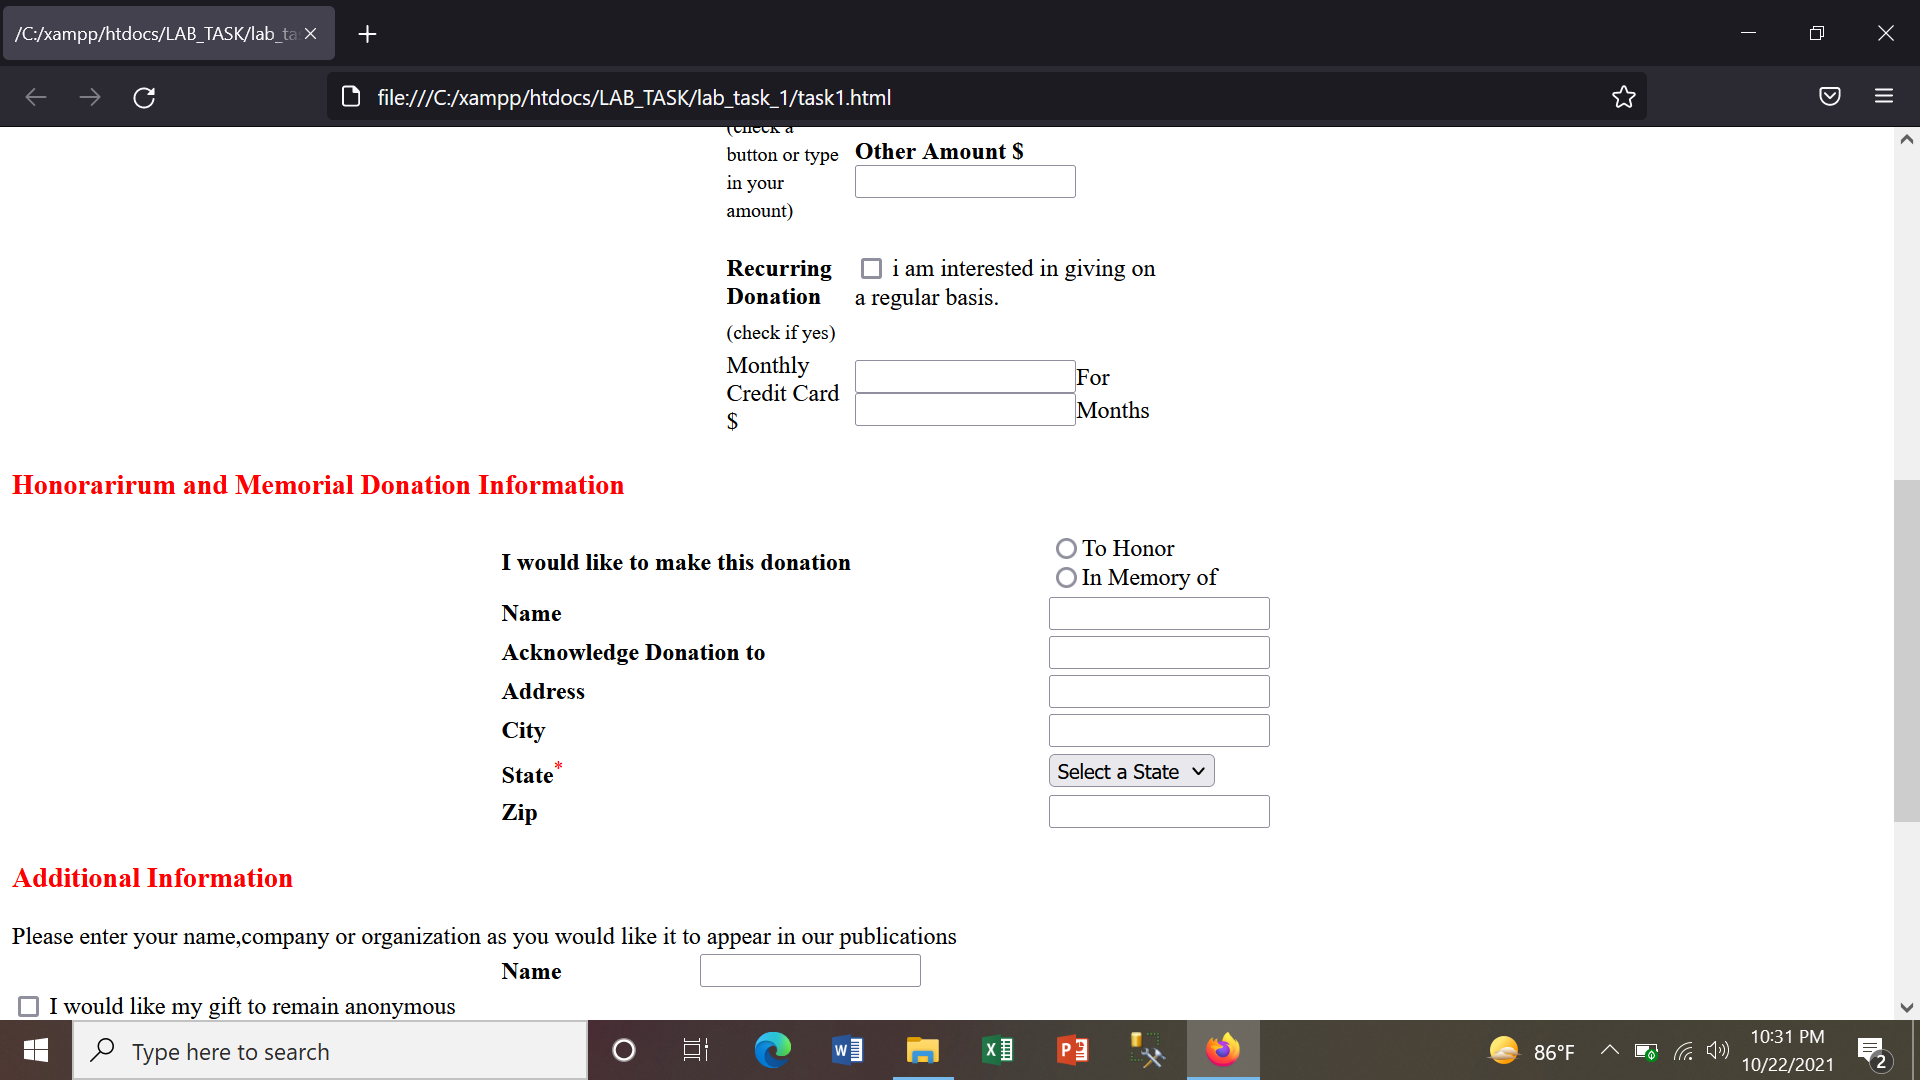 /C:/xampp/htdocs/LAB_TASK/lab_ta
file:///C:/xampp/htdocs/LAB_TASK/lab_task_1/task1.html
(check a
button or type
in your
amount)
Other Amount $
Recurring
Donation
(check if yes)
i am interested in giving on
a regular basis.
Monthly
Credit Card
$
For
Months
Honorarirum and Memorial Donation Information
I would like to make this donation
To Honor
In Memory of
Name
Acknowledge Donation to
Address
City
State*
Select a State
Zip
Additional Information
Please enter your name,company or organization as you would like it to appear in our publications
Name
I would like my gift to remain anonymous
Type here to search
86°F
10:31 PM
10/22/2021
2